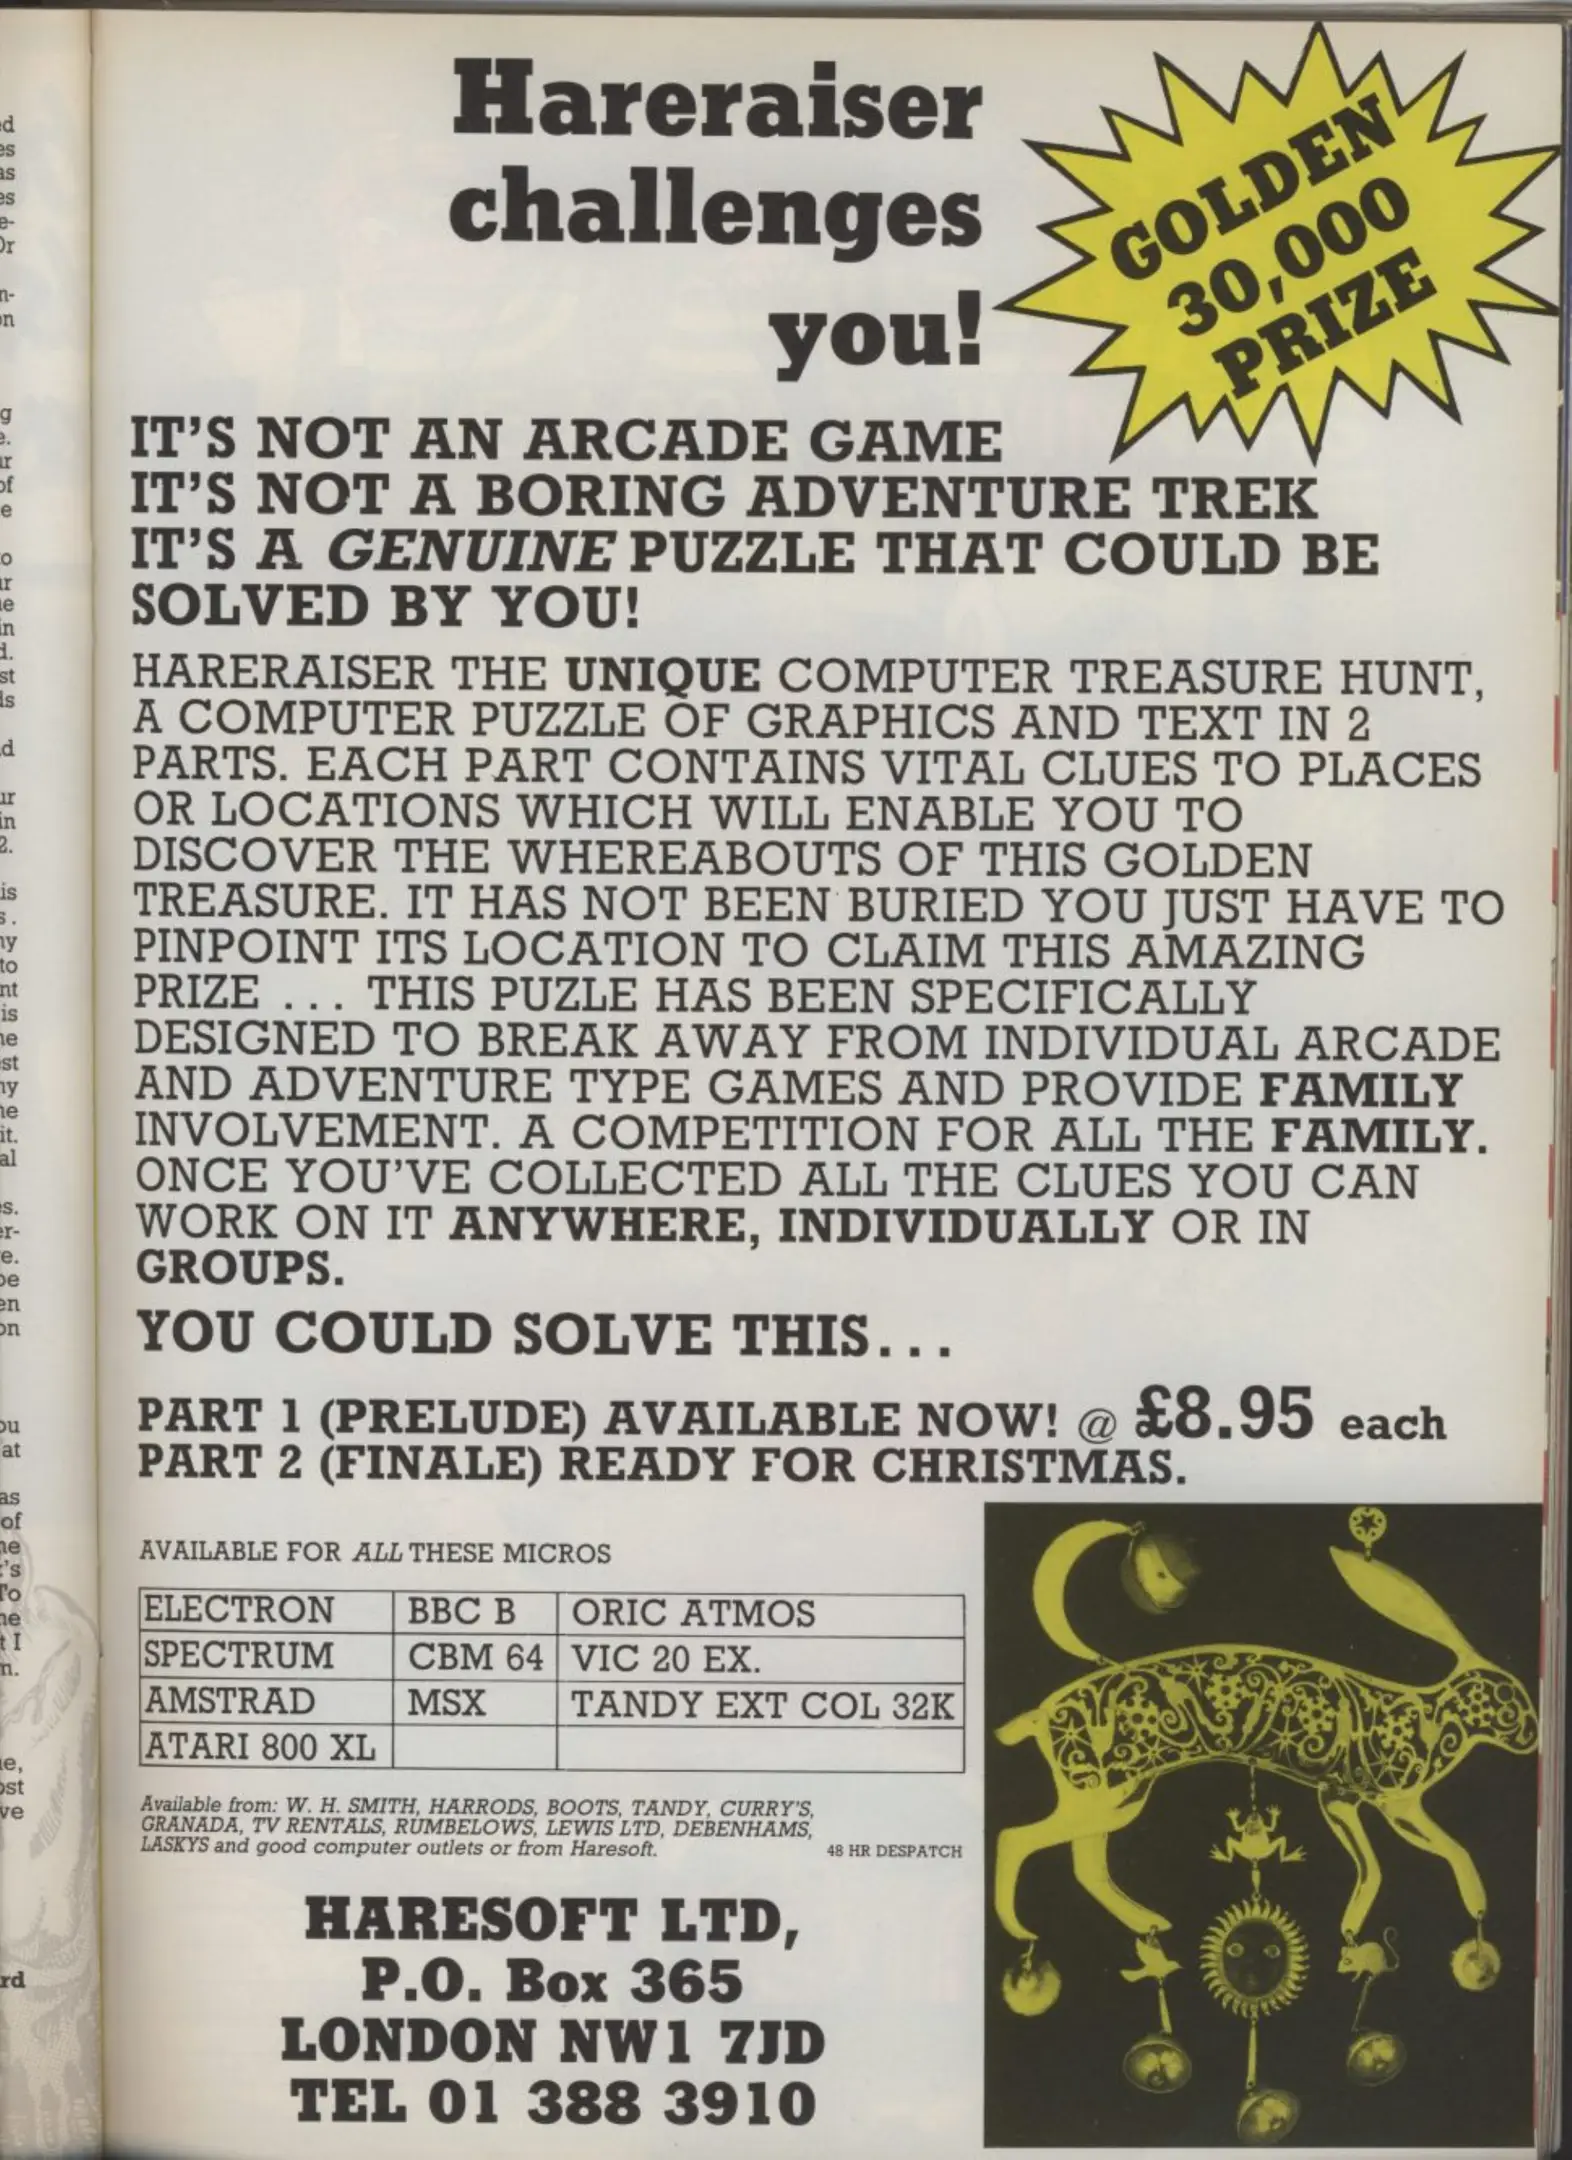 Hareraiser
challenges
you!
GOLDEN
30,000
PRIZE
IT'S NOT AN ARCADE GAME
IT'S NOT A BORING ADVENTURE TREK
IT'S A GENUINE PUZZLE THAT COULD BE
SOLVED BY YOU!
HARERAISER THE UNIQUE COMPUTER TREASURE HUNT,
A COMPUTER PUZZLE OF GRAPHICS AND TEXT IN 2
PARTS. EACH PART CONTAINS VITAL CLUES TO PLACES
OR LOCATIONS WHICH WILL ENABLE YOU TO
DISCOVER THE WHEREABOUTS OF THIS GOLDEN
TREASURE. IT HAS NOT BEEN BURIED YOU JUST HAVE TO
PINPOINT ITS LOCATION TO CLAIM THIS AMAZING
PRIZE ... THIS PUZLE HAS BEEN SPECIFICALLY
DESIGNED TO BREAK AWAY FROM INDIVIDUAL ARCADE
AND ADVENTURE TYPE GAMES AND PROVIDE FAMILY
INVOLVEMENT. A COMPETITION FOR ALL THE FAMILY.
ONCE YOU'VE COLLECTED ALL THE CLUES YOU CAN
WORK ON IT ANYWHERE, INDIVIDUALLY OR IN
GROUPS.
YOU COULD SOLVE THIS...
PART 1 (PRELUDE) AVAILABLE NOW! @ £8.95 each
PART 2 (FINALE) READY FOR CHRISTMAS.
AVAILABLE FOR ALL THESE MICROS
ELECTRON BBC B ORIC ATMOS
SPECTRUM CBM 64 VIC 20 EX.
AMSTRAD MSX TANDY EXT COL 32K
ATARI 800 XL
Available from: W. H. SMITH, HARRODS, BOOTS, TANDY, CURRY'S,
GRANADA, TV RENTALS, RUMBELOWS, LEWIS LTD, DEBENHAMS,
LASKYS and good computer outlets or from Haresoft. 48 HR DESPATCH
HARESOFT LTD,
P.O. Box 365
LONDON NW1 7JD
TEL 01 388 3910